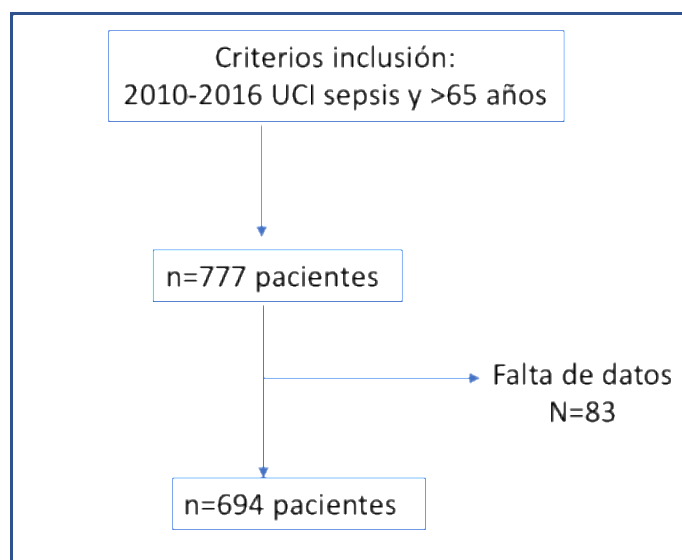 Criterios inclusión:
2010-2016 UCI sepsis y >65 años
n=777 pacientes
Falta de datos
N=83
n=694 pacientes